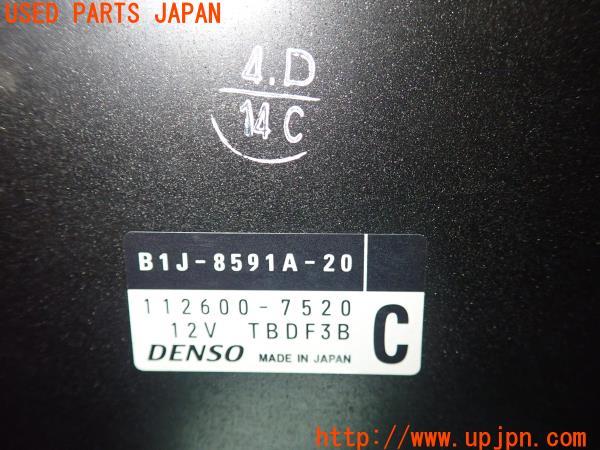 USED PARTS JAPAN
4.D
14 C
B1J-8591A-20
112600-7520
12V TBDF3B
C
DENSO MADE IN JAPAN
http://www.upjpn.com/